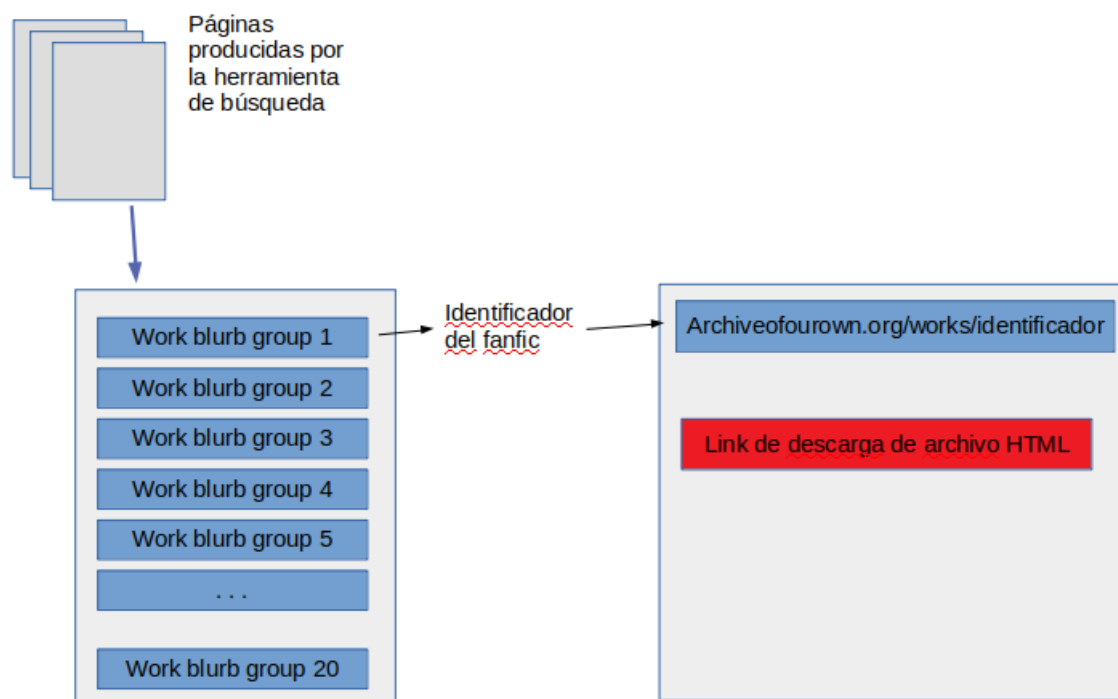 Páginas
producidas por
la herramienta
de búsqueda
Work blurb group 1
Work blurb group 2
Work blurb group 3
Work blurb group 4
Work blurb group 5
. . .
Work blurb group 20
Identificador
del fanfic
Archiveofourown.org/works/identificador
Link de descarga de archivo HTML